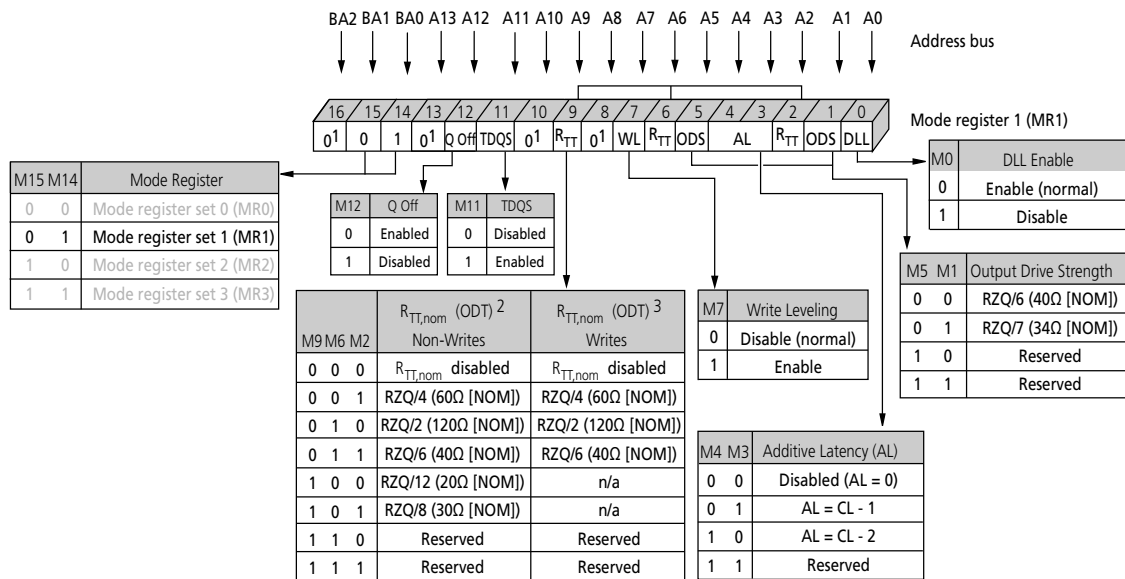 BA2 BA1 BA0 A13 A12 A11 A10 A9 A8 A7 A6 A5 A4 A3 A2 A1 A0
Address bus
16 15 14 13 12 11 10 9 8 7 6 5 4 3 2 1 0
0¹ 0 1 0¹ Q Off TDQS 0¹ RTT 0¹ WL RTT ODS AL RTT ODS DLL
Mode register 1 (MR1)
M15 M14 Mode Register
0 0 Mode register set 0 (MR0)
0 1 Mode register set 1 (MR1)
1 0 Mode register set 2 (MR2)
1 1 Mode register set 3 (MR3)
M12 Q Off
0 Enabled
1 Disabled
M11 TDQS
0 Disabled
1 Enabled
M0 DLL Enable
0 Enable (normal)
1 Disable
M5 M1 Output Drive Strength
0 0 RZQ/6 (40Ω [NOM])
0 1 RZQ/7 (34Ω [NOM])
1 0 Reserved
1 1 Reserved
M9 M6 M2 RTT,nom (ODT) 2 Non-Writes RTT,nom (ODT) 3 Writes
0 0 0 RTT,nom disabled RTT,nom disabled
0 0 1 RZQ/4 (60Ω [NOM]) RZQ/4 (60Ω [NOM])
0 1 0 RZQ/2 (120Ω [NOM]) RZQ/2 (120Ω [NOM])
0 1 1 RZQ/6 (40Ω [NOM]) RZQ/6 (40Ω [NOM])
1 0 0 RZQ/12 (20Ω [NOM]) n/a
1 0 1 RZQ/8 (30Ω [NOM]) n/a
1 1 0 Reserved Reserved
1 1 1 Reserved Reserved
M7 Write Leveling
0 Disable (normal)
1 Enable
M4 M3 Additive Latency (AL)
0 0 Disabled (AL = 0)
0 1 AL = CL - 1
1 0 AL = CL - 2
1 1 Reserved